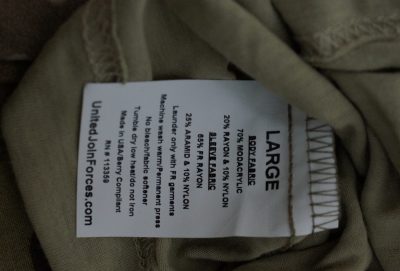 LARGE
BODY FABRIC
70% MODACRYLIC
20% RAYON & 10% NYLON
SLEEVE FABRIC
65% FR RAYON
25% ARAMID & 10% NYLON
Launder only with FR garments
Machine wash warm/Permanent press
No bleach/fabric softener
Tumble dry low heat/do not iron
Made in USA/Berry Compliant
RN # 113359
UnitedJoinForces.com